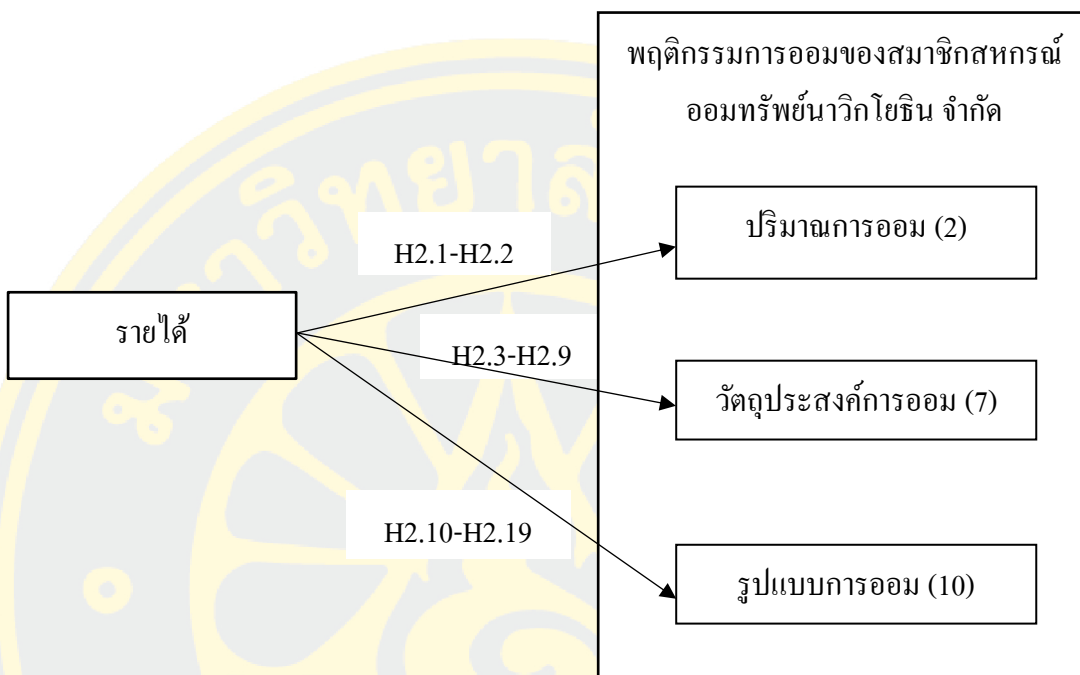 พฤติกรรมการออมของสมาชิกสหกรณ์
ออมทรัพย์นาวิกโยธิน จำกัด
ปริมาณการออม (2)
H2.1-H2.2
รายได้
H2.3-H2.9
วัตถุประสงค์การออม (7)
H2.10-H2.19
รูปแบบการออม (10)